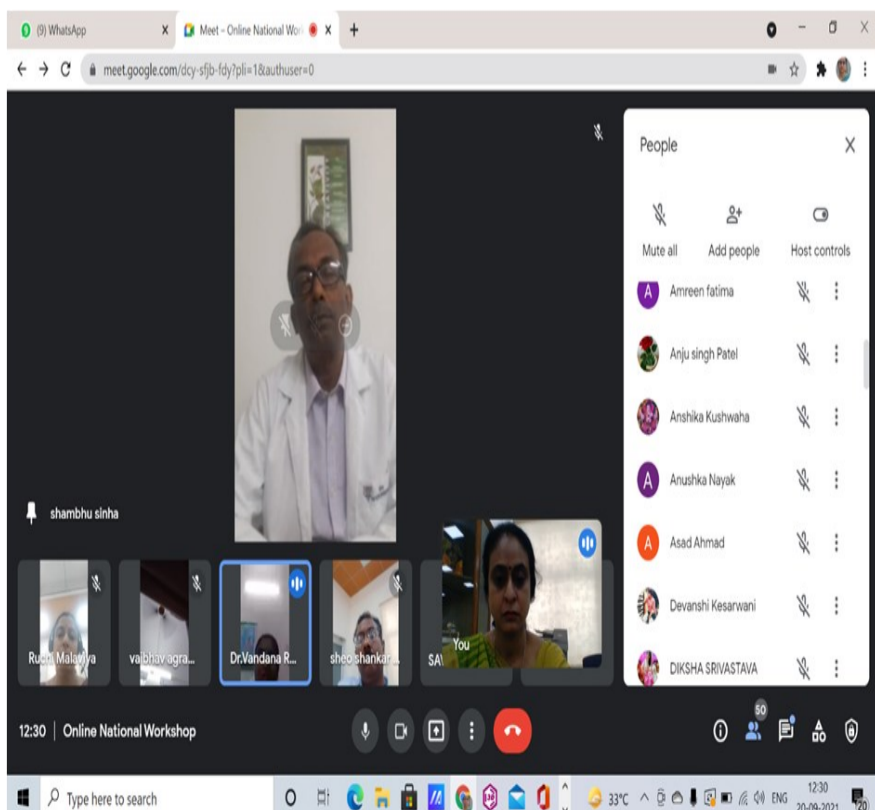 (9) WhatsApp
Meet – Online National Wor
meet.google.com/dcy-sfjb-fdy?pli=1&authuser=0
People
Mute all
Add people
Host controls
A
Amreen fatima
Anju singh Patel
Anshika Kushwaha
A
Anushka Nayak
A
Asad Ahmad
Devanshi Kesarwani
DIKSHA SRIVASTAVA
shambhu sinha
Ruchi Malaviya
vaibhav agra...
Dr.Vandana R...
sheo shankar
SA
You
12:30 | Online National Workshop
50
Type here to search
33°C
ENG
12:30
20-09-2021
20